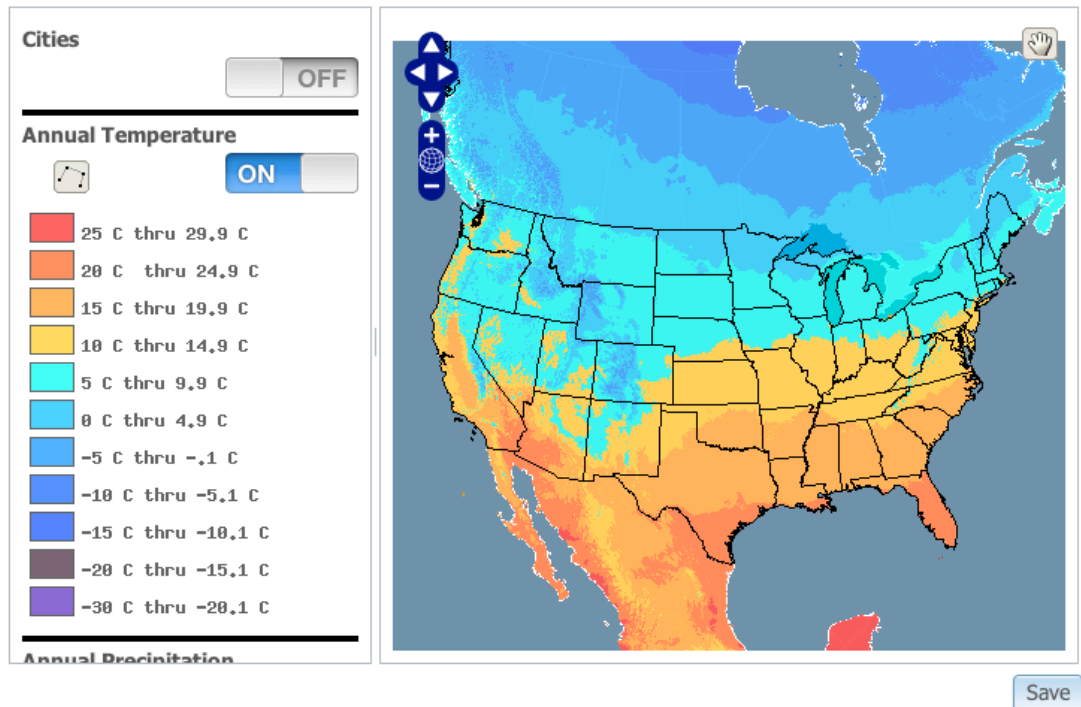 Cities
OFF
Annual Temperature
ON
25 C thru 29.9 C
20 C  thru 24.9 C
15 C thru 19.9 C
10 C thru 14.9 C
5 C thru 9.9 C
0 C thru 4.9 C
-5 C thru -.1 C
-10 C thru -5.1 C
-15 C thru -10.1 C
-20 C thru -15.1 C
-30 C thru -20.1 C
Annual Precipitation
Save